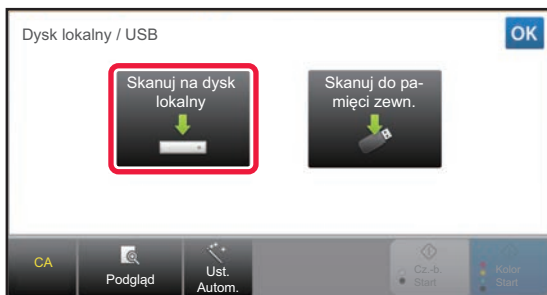 Dysk lokalny / USB
OK
Skanuj na dysk
lokalny
Skanuj do pa-
mięci zewn.
CA
Podgląd
Ust.
Autom.
Cz.-b.
Start
Kolor
Start